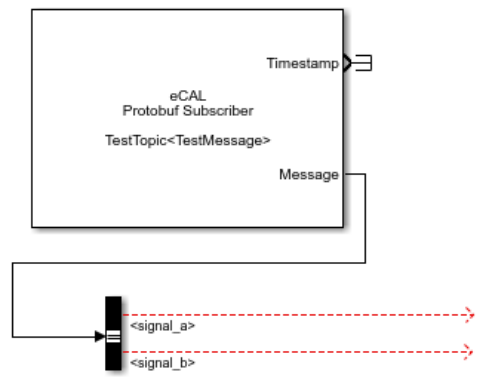 Timestamp
eCAL
Protobuf Subscriber
TestTopic<TestMessage>
Message
<signal_a>
<signal_b>